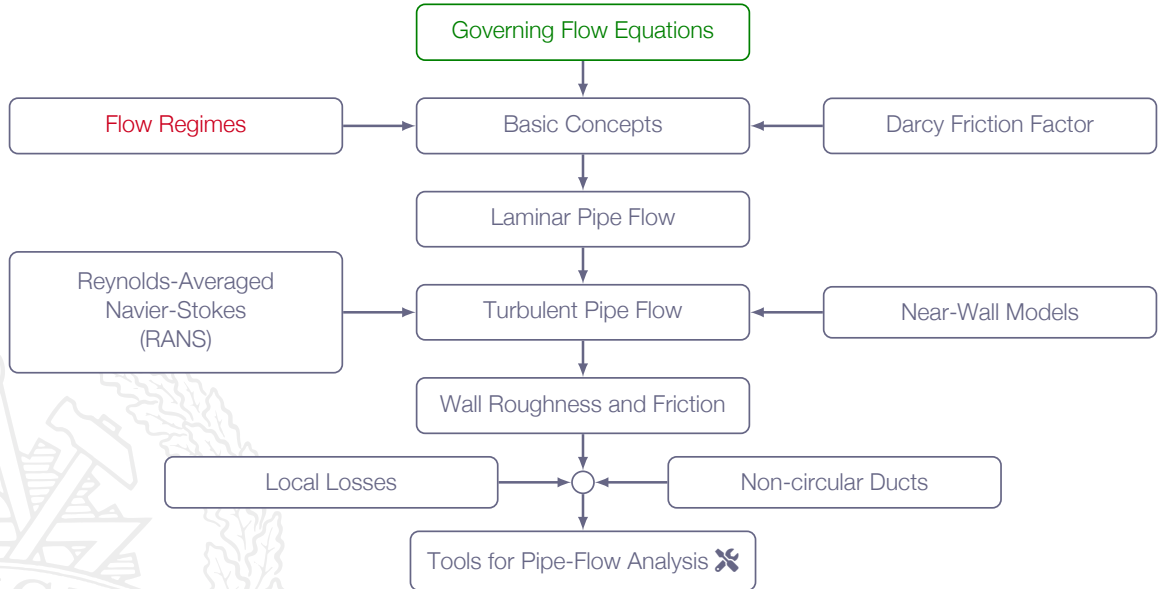 Governing Flow Equations
Flow Regimes
Basic Concepts
Darcy Friction Factor
Laminar Pipe Flow
Reynolds-Averaged
Navier-Stokes
(RANS)
Turbulent Pipe Flow
Near-Wall Models
Wall Roughness and Friction
Local Losses
Non-circular Ducts
Tools for Pipe-Flow Analysis